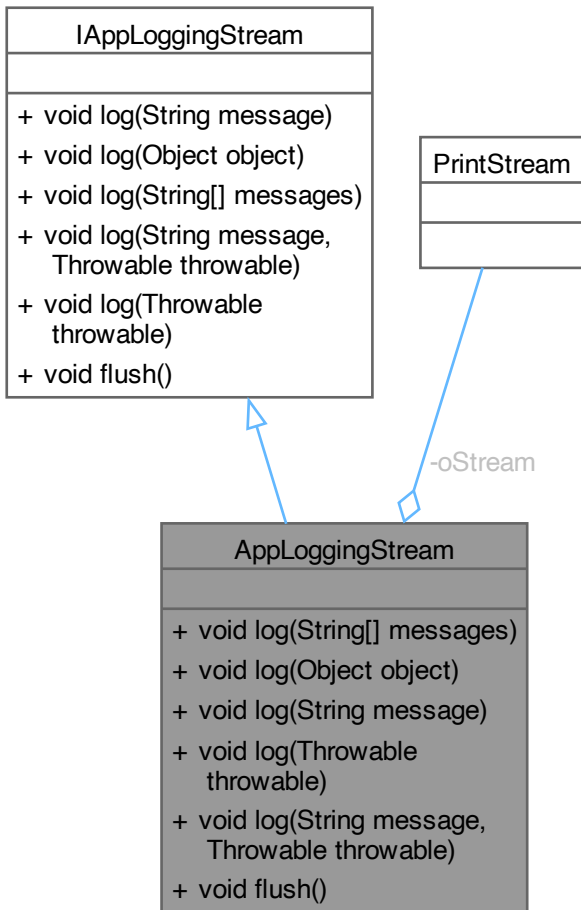 IAppLoggingStream
+ void log(String message)
+ void log(Object object)
+ void log(String[] messages)
+ void log(String message,
Throwable throwable)
+ void log(Throwable
throwable)
+ void flush()
PrintStream
-oStream
AppLoggingStream
+ void log(String[] messages)
+ void log(Object object)
+ void log(String message)
+ void log(Throwable
throwable)
+ void log(String message,
Throwable throwable)
+ void flush()